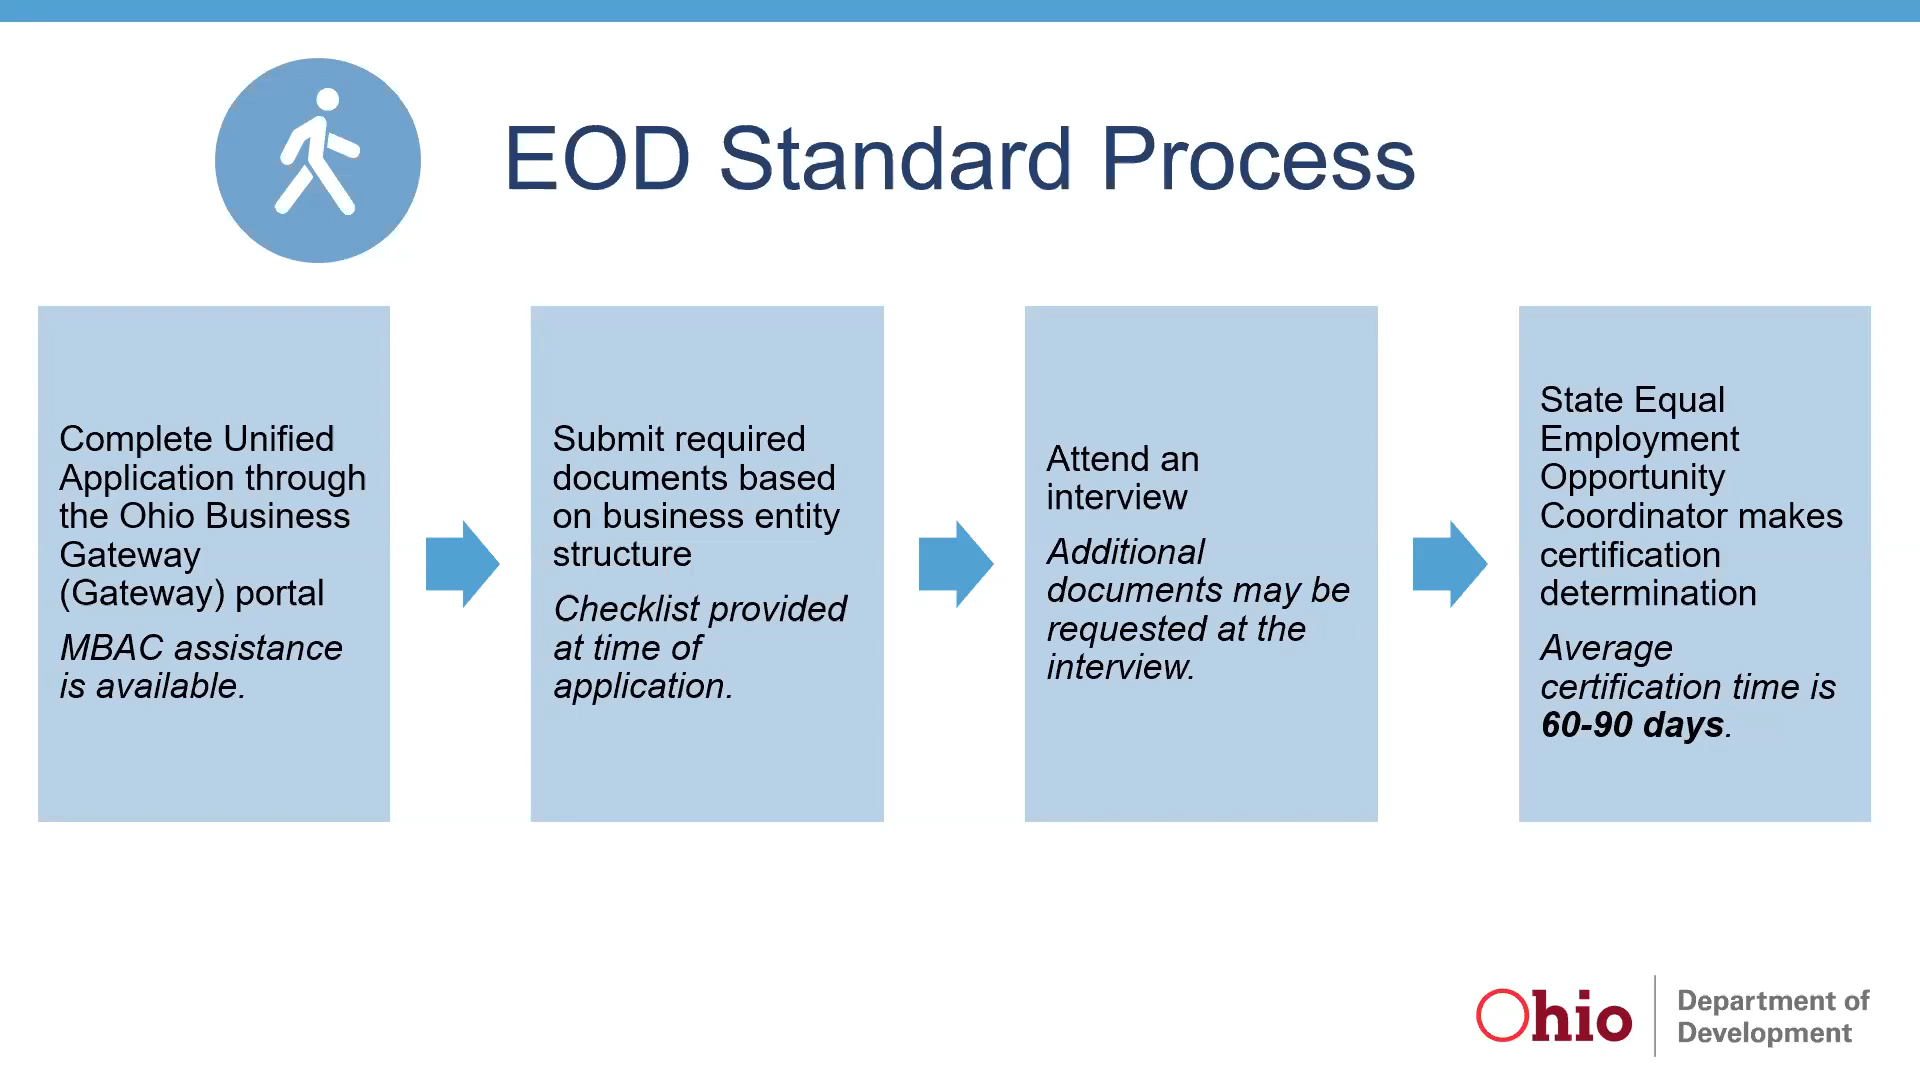 EOD Standard Process
Complete Unified
Application through
the Ohio Business
Gateway
(Gateway) portal
MBAC assistance
is available.
Submit required
documents based
on business entity
structure
Checklist provided
at time of
application.
Attend an
interview
Additional
documents may be
requested at the
interview.
State Equal
Employment
Opportunity
Coordinator makes
certification
determination
Average
certification time is
60-90 days.
Ohio
Department of
Development